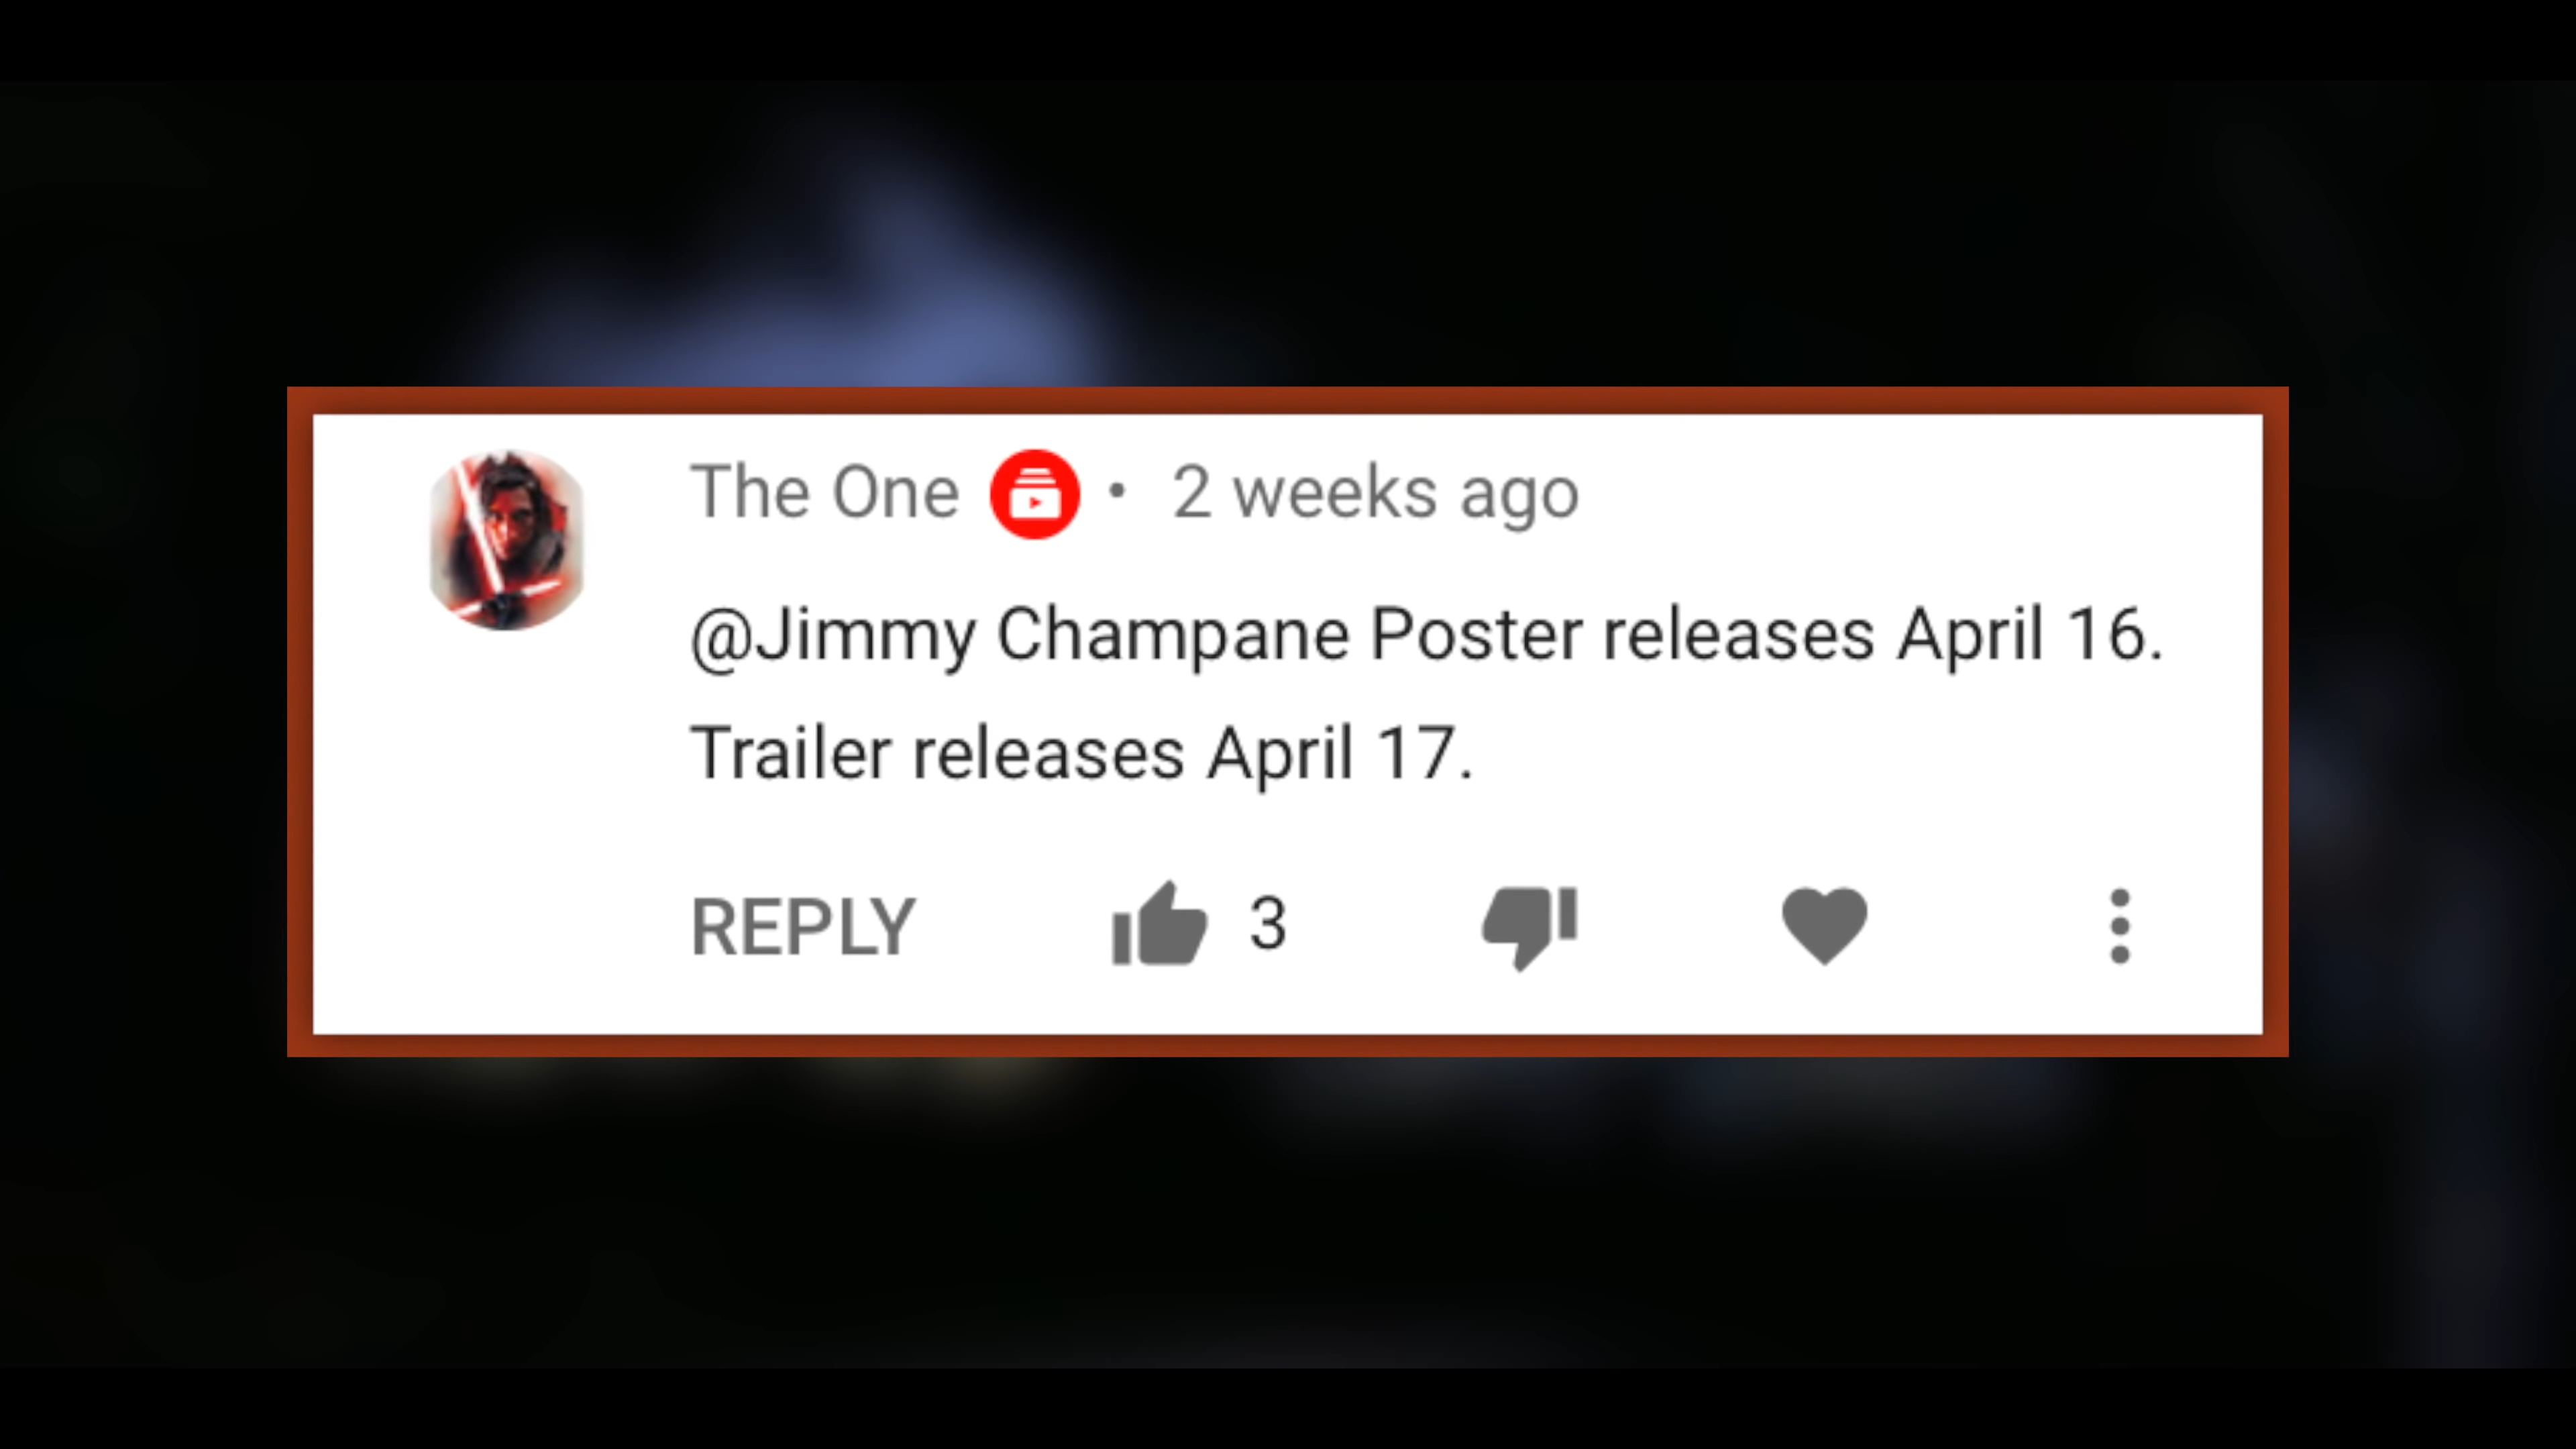 The One • 2 weeks ago
@Jimmy Champane Poster releases April 16.
Trailer releases April 17.
REPLY 3